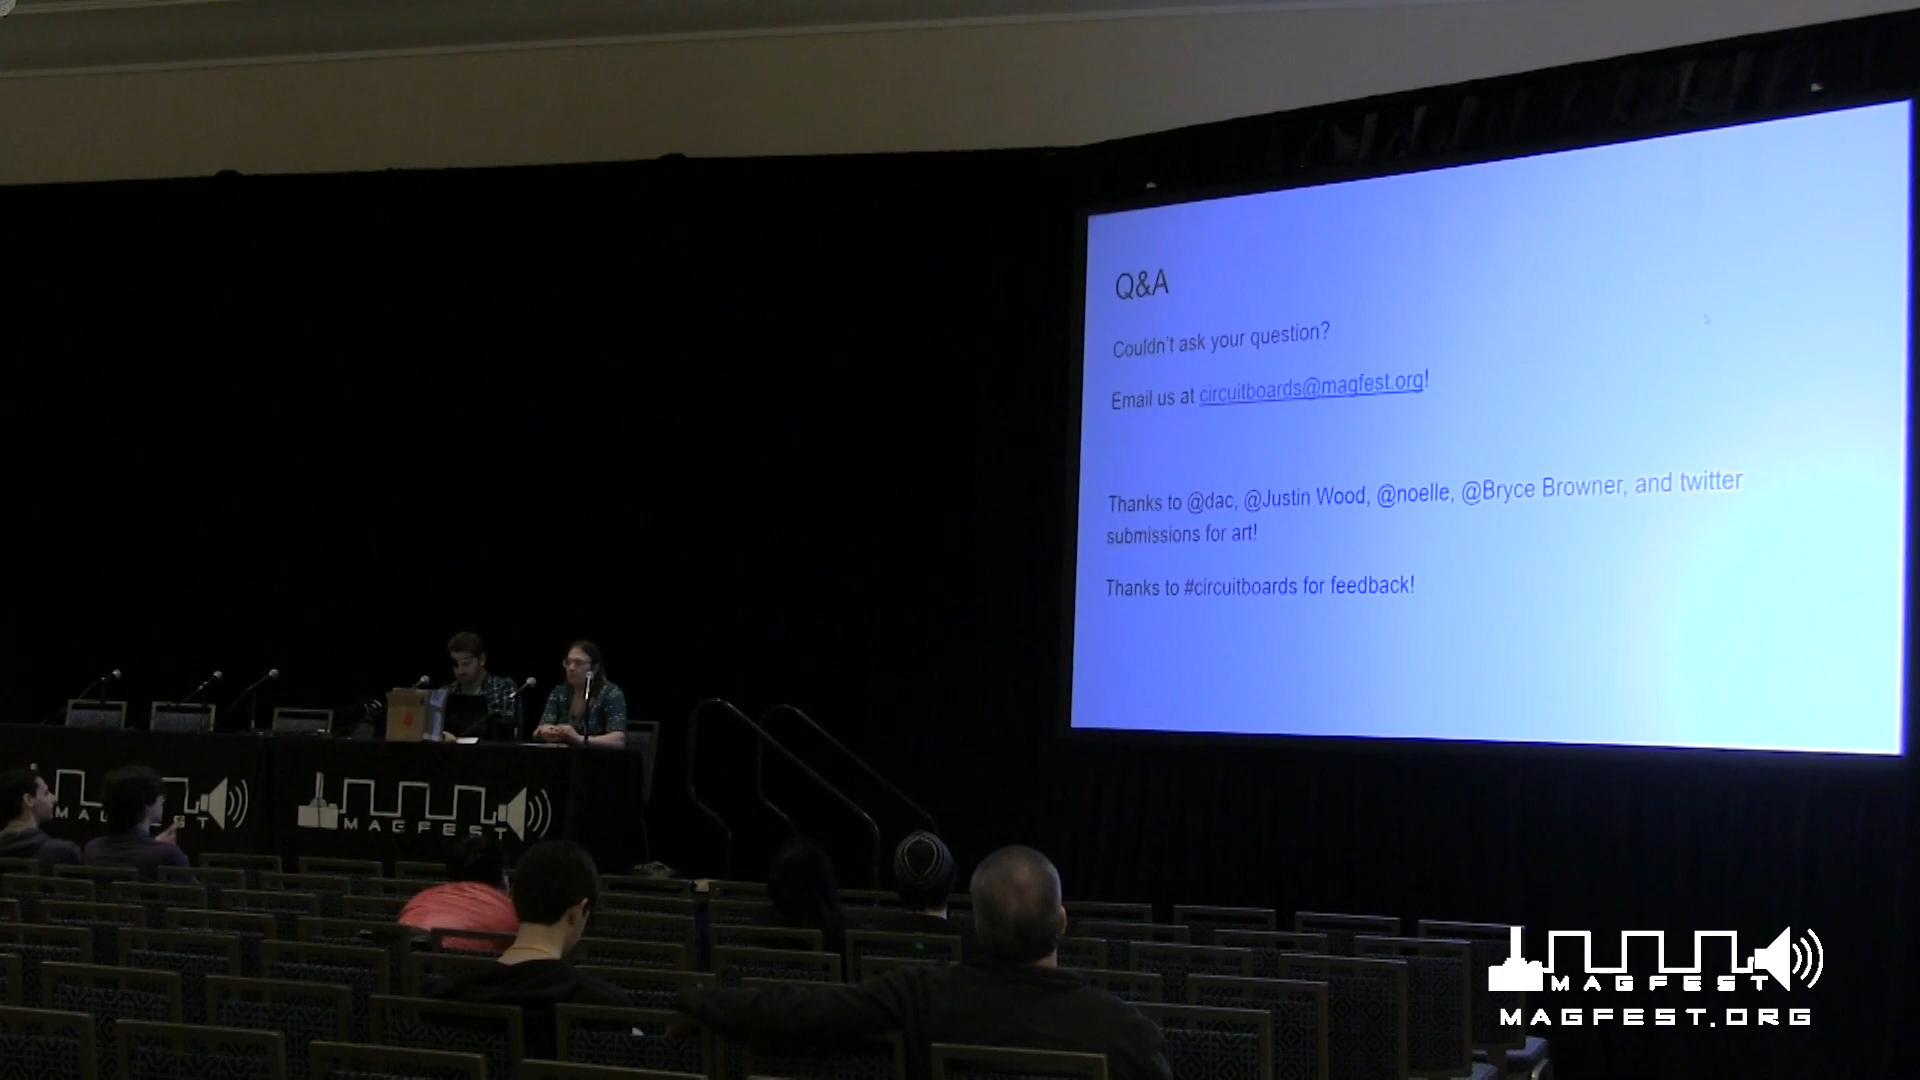 Q&A
Couldn't ask your question?
Email us at circuitboards@magfest.org!
Thanks to @dac, @Justin Wood, @noelle, @Bryce Browner, and twitter
submissions for art!
Thanks to #circuitboards for feedback!
MAGFEST
MAGFEST
MAGFEST
MAGFEST.ORG